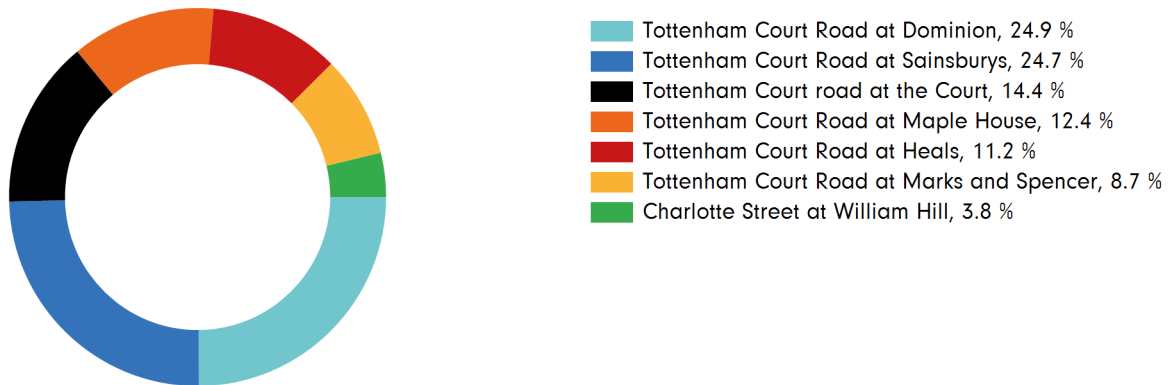 Tottenham Court Road at Dominion, 24.9 %
Tottenham Court Road at Sainsburys, 24.7 %
Tottenham Court road at the Court, 14.4 %
Tottenham Court Road at Maple House, 12.4 %
Tottenham Court Road at Heals, 11.2 %
Tottenham Court Road at Marks and Spencer, 8.7 %
Charlotte Street at William Hill, 3.8 %